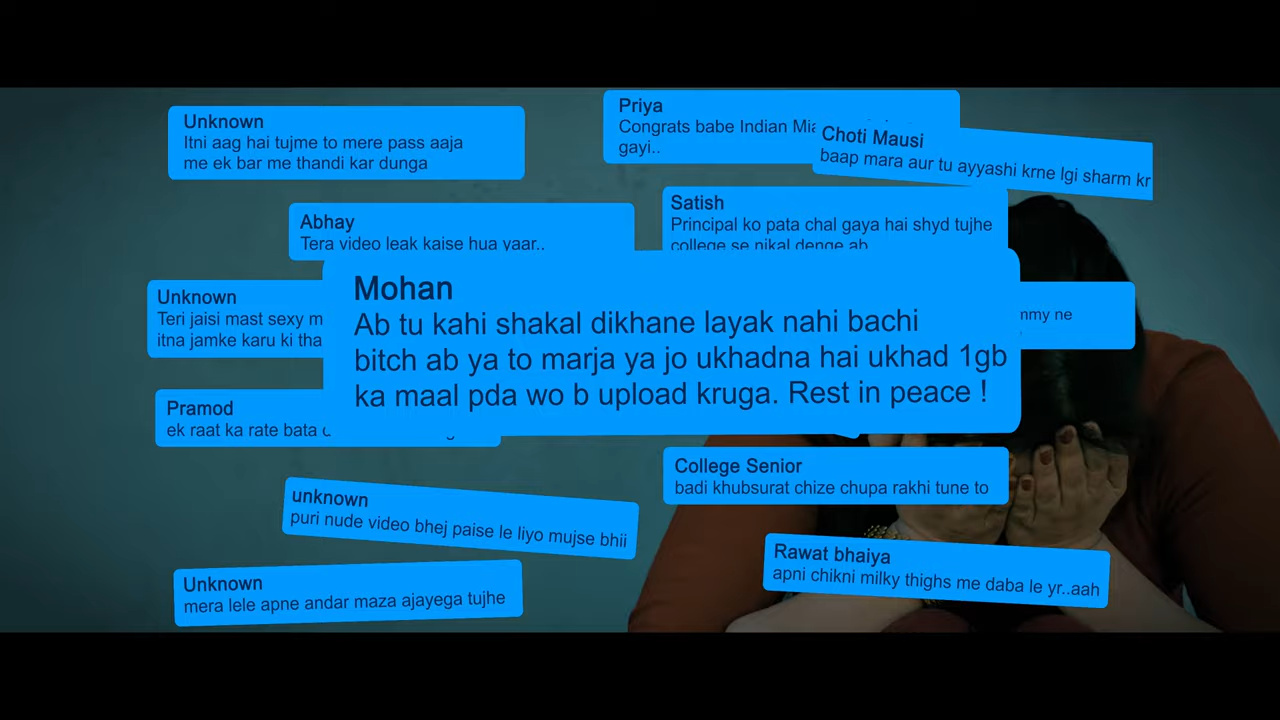 Unknown
Itni aag hai tujme to mere pass aaja
me ek bar me thandi kar dunga
Priya
Congrats babe Indian
gayi..
Choti Mausi
baap mara aur tu ayyashi krne lgi sharm kr
Abhay
Tera video leak kaise hua yaar..
Satish
Principal ko pata chal gaya hai shyd tujhe
college se nikal denge ab
Unknown
Teri jaisi mast sexy
itna jamke karu ki
Mohan
Ab tu kahi shakal dikhane layak nahi bachi
bitch ab ya to marja ya jo ukhadna hai ukhad 1gb
ka maal pda wo b upload kruga. Rest in peace !
ne
Pramod
ek raat ka rate bata
College Senior
badi khubsurat chize chupa rakhi tune to
unknown
puri nude video bhej paise le liyo mujse bhii
Rawat bhaiya
apni chikni milky thighs me daba le yr..aah
Unknown
mera lele apne andar maza ajayega tujhe